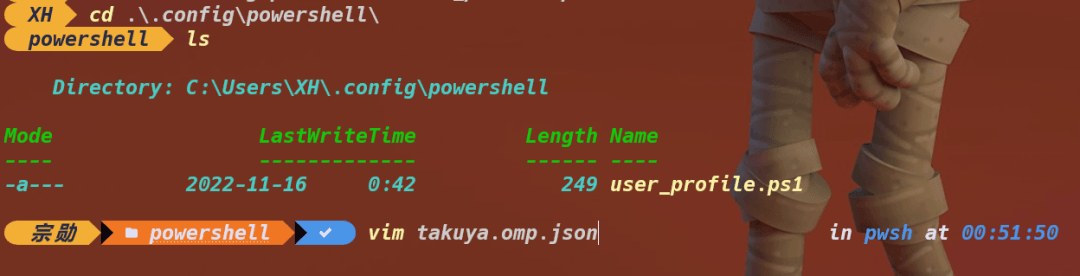 XH cd .\.config\powershell\
powershell ls
Directory: C:\Users\XH\.config\powershell
Mode LastWriteTime Length Name
---- ------------- ------ ----
-a--- 2022-11-16 0:42 249 user_profile.ps1
宗勋 powershell vim takuya.omp.json in pwsh at 00:51:50